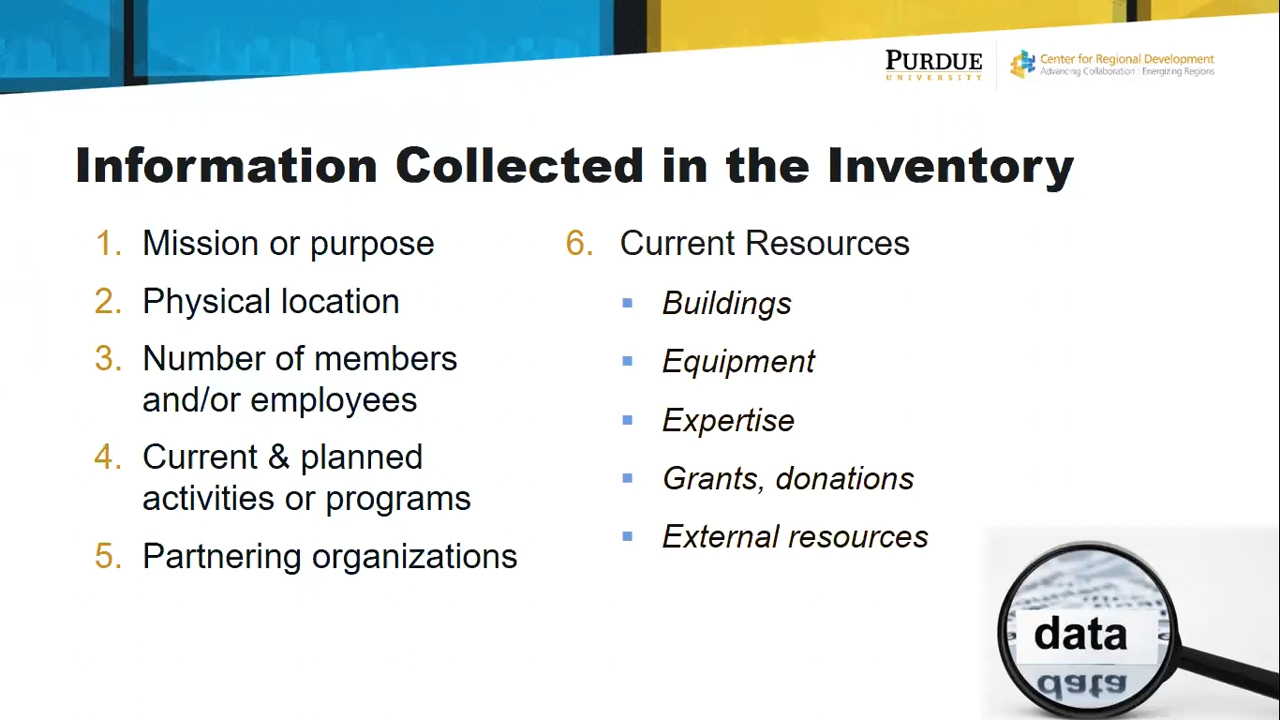 PURDUE
UNIVERSITY
Center for Regional Development
Advancing Collaboration : Energizing Regions
Information Collected in the Inventory
1. Mission or purpose
2. Physical location
3. Number of members
and/or employees
4. Current & planned
activities or programs
5. Partnering organizations
6. Current Resources
▪ Buildings
▪ Equipment
▪ Expertise
▪ Grants, donations
▪ External resources
data
data